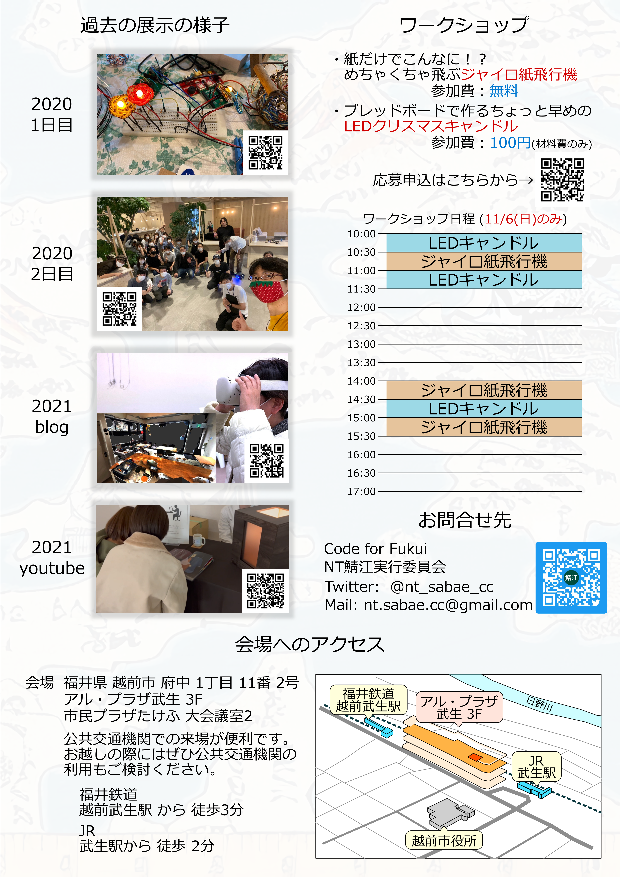 過去の展示の様子
2020
1日目
2020
2日目
2021
blog
2021
youtube
ワークショップ
・紙だけでこんなに！？
めちゃくちゃ飛ぶジャイロ紙飛行機
参加費：無料
・ブレッドボードで作るちょっと早めの
LEDクリスマスキャンドル
参加費：100円(材料費のみ)
応募申込はこちらから→
ワークショップ日程 (11/6(日)のみ)
10:00
LEDキャンドル
10:30
ジャイロ紙飛行機
11:00
LEDキャンドル
11:30
12:00
12:30
13:00
13:30
14:00
ジャイロ紙飛行機
14:30
LEDキャンドル
15:00
ジャイロ紙飛行機
15:30
16:00
16:30
17:00
お問合せ先
Code for Fukui
NT鯖江実行委員会
Twitter: @nt_sabae_cc
Mail: nt.sabae.cc@gmail.com
鯖江
会場へのアクセス
会場 福井県 越前市 府中 1丁目 11番 2号
アル・プラザ武生 3F
市民プラザたけふ 大会議室2
公共交通機関での来場が便利です。
お越しの際にはぜひ公共交通機関の
利用もご検討ください。
福井鉄道
越前武生駅 から 徒歩3分
JR
武生駅から 徒歩 2分
福井鉄道
越前武生駅
アル・プラザ
武生 3F
日野川
JR
武生駅
越前市役所